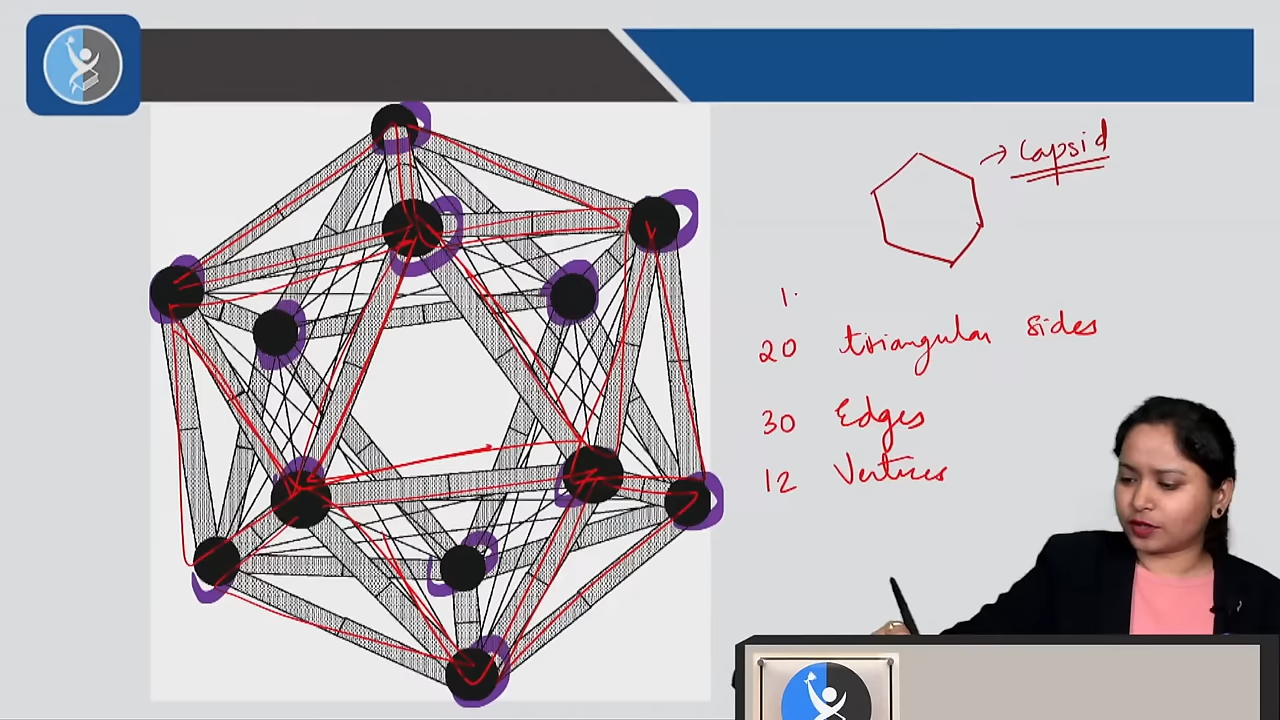 → Capsid
1.
20 triangular sides
30 Edges
12 Vertices